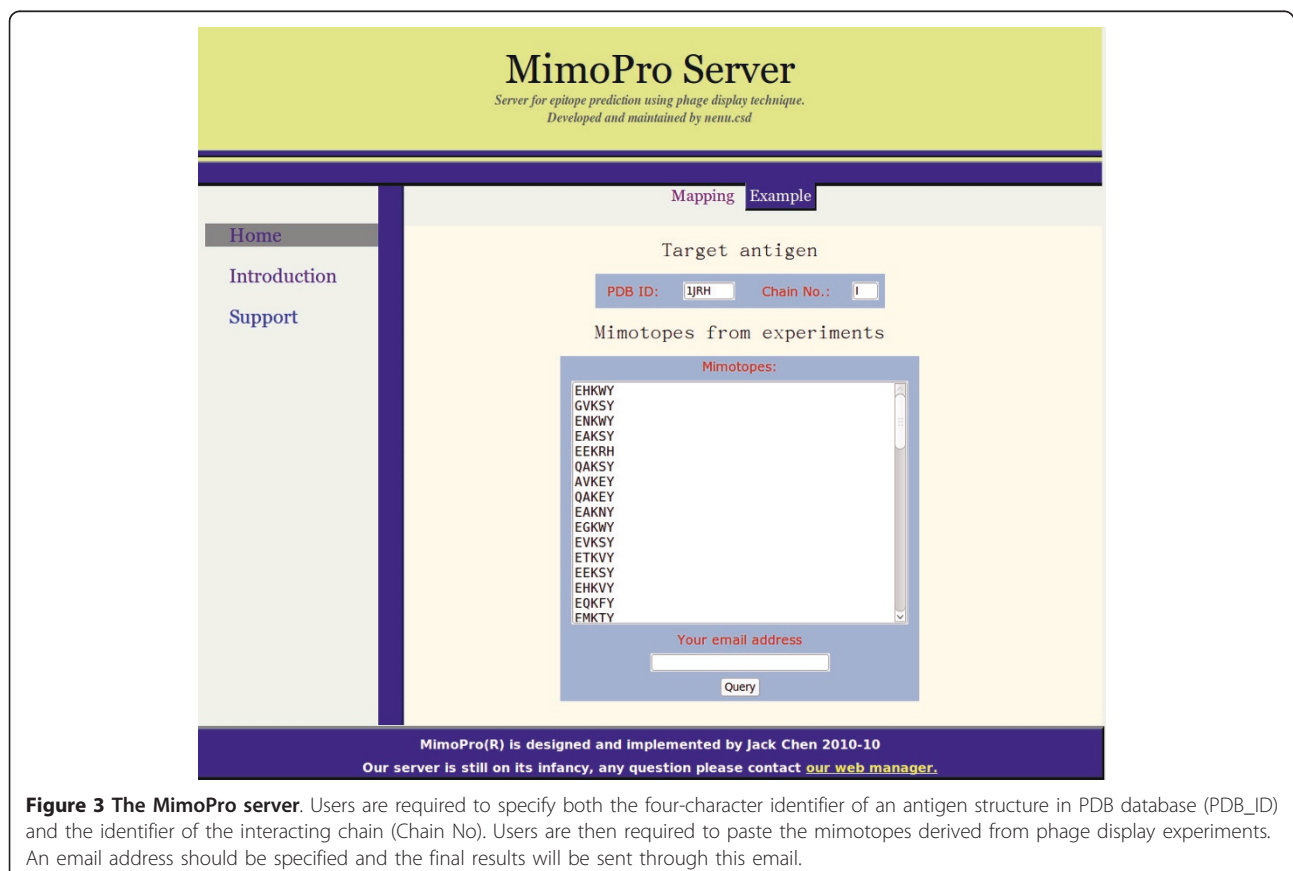 MimoPro Server
Server for epitope prediction using phage display technique.
Developed and maintained by nenu.csd
Mapping Example
Home
Introduction
Support
Target antigen
PDB ID: 1JRH Chain No.: I
Mimotopes from experiments
Mimotopes:
EHKWY
GVKSY
ENKWY
EAKSY
EEKRH
QAKSY
AVKEY
QAKEY
EAKNY
EGKWY
EVKSY
ETKVY
EEKSY
EHKVY
EQKFY
EMKTY
Your email address
Query
MimoPro(R) is designed and implemented by Jack Chen 2010-10
Our server is still on its infancy, any question please contact our web manager.
Figure 3 The MimoPro server. Users are required to specify both the four-character identifier of an antigen structure in PDB database (PDB_ID)
and the identifier of the interacting chain (Chain No). Users are then required to paste the mimotopes derived from phage display experiments.
An email address should be specified and the final results will be sent through this email.